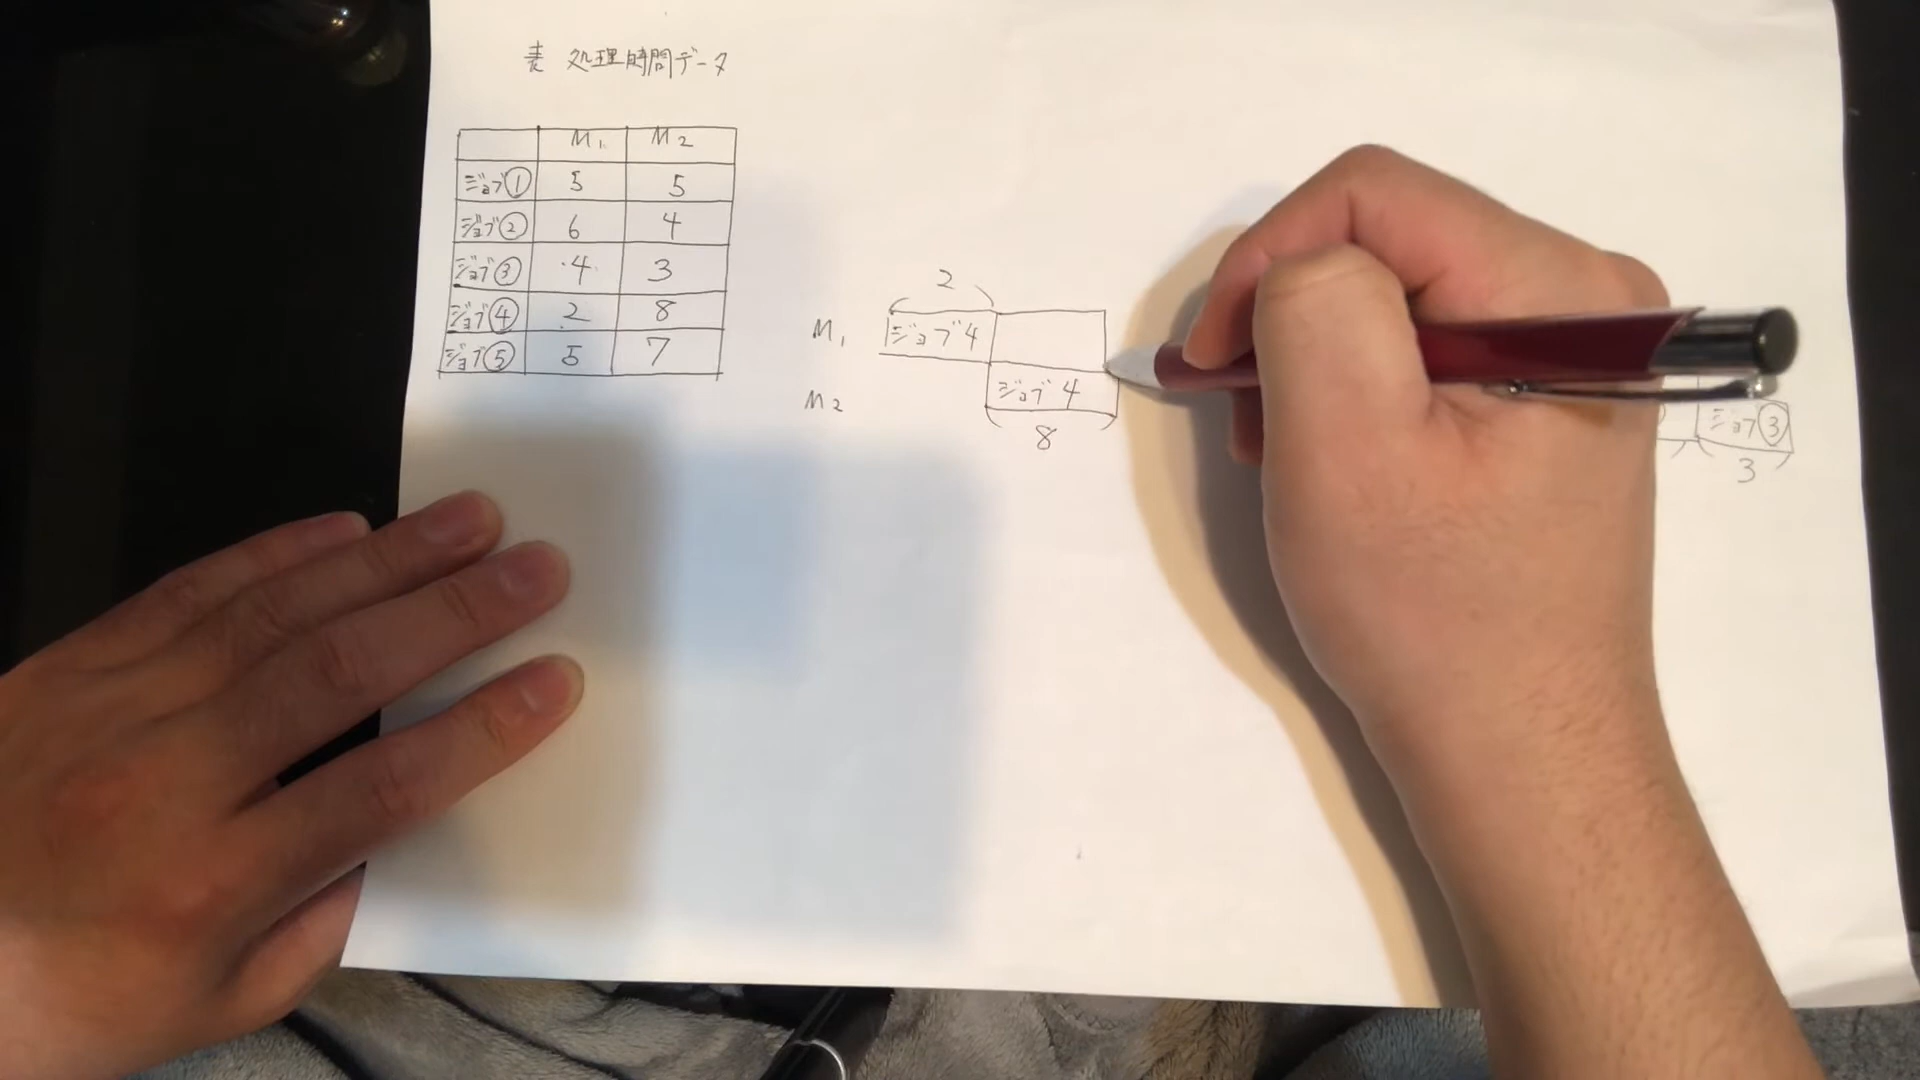 表 処理時間データ
M1 M2
ジョブ① 5 5
ジョブ② 6 4
ジョブ③ 4 3
ジョブ④ 2 8
ジョブ⑤ 5 7
2
M1 ジョブ4
M2 ジョブ4
8
ジョブ③
3